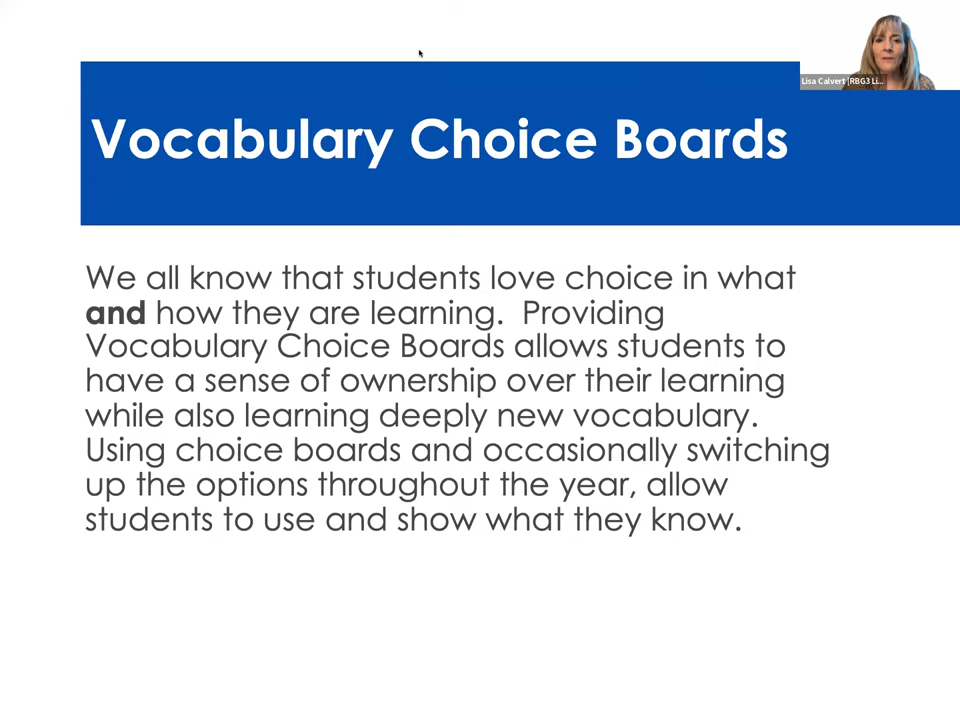 Lisa Calvert [RBG3 Li...
Vocabulary Choice Boards
We all know that students love choice in what
and how they are learning.  Providing
Vocabulary Choice Boards allows students to
have a sense of ownership over their learning
while also learning deeply new vocabulary.
Using choice boards and occasionally switching
up the options throughout the year, allow
students to use and show what they know.